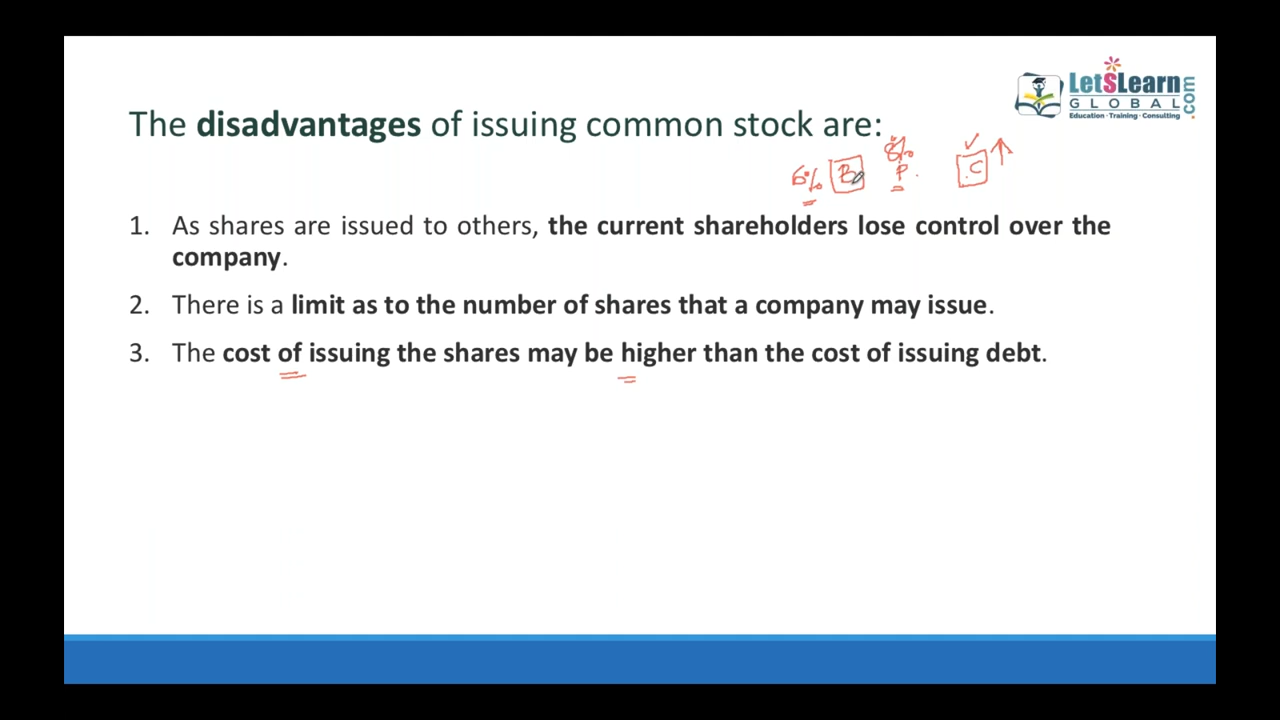 LetSLearn
GLOBAL
.com
Education · Training · Consulting
The disadvantages of issuing common stock are:
8%
6% B P C
1. As shares are issued to others, the current shareholders lose control over the
company.
2. There is a limit as to the number of shares that a company may issue.
3. The cost of issuing the shares may be higher than the cost of issuing debt.